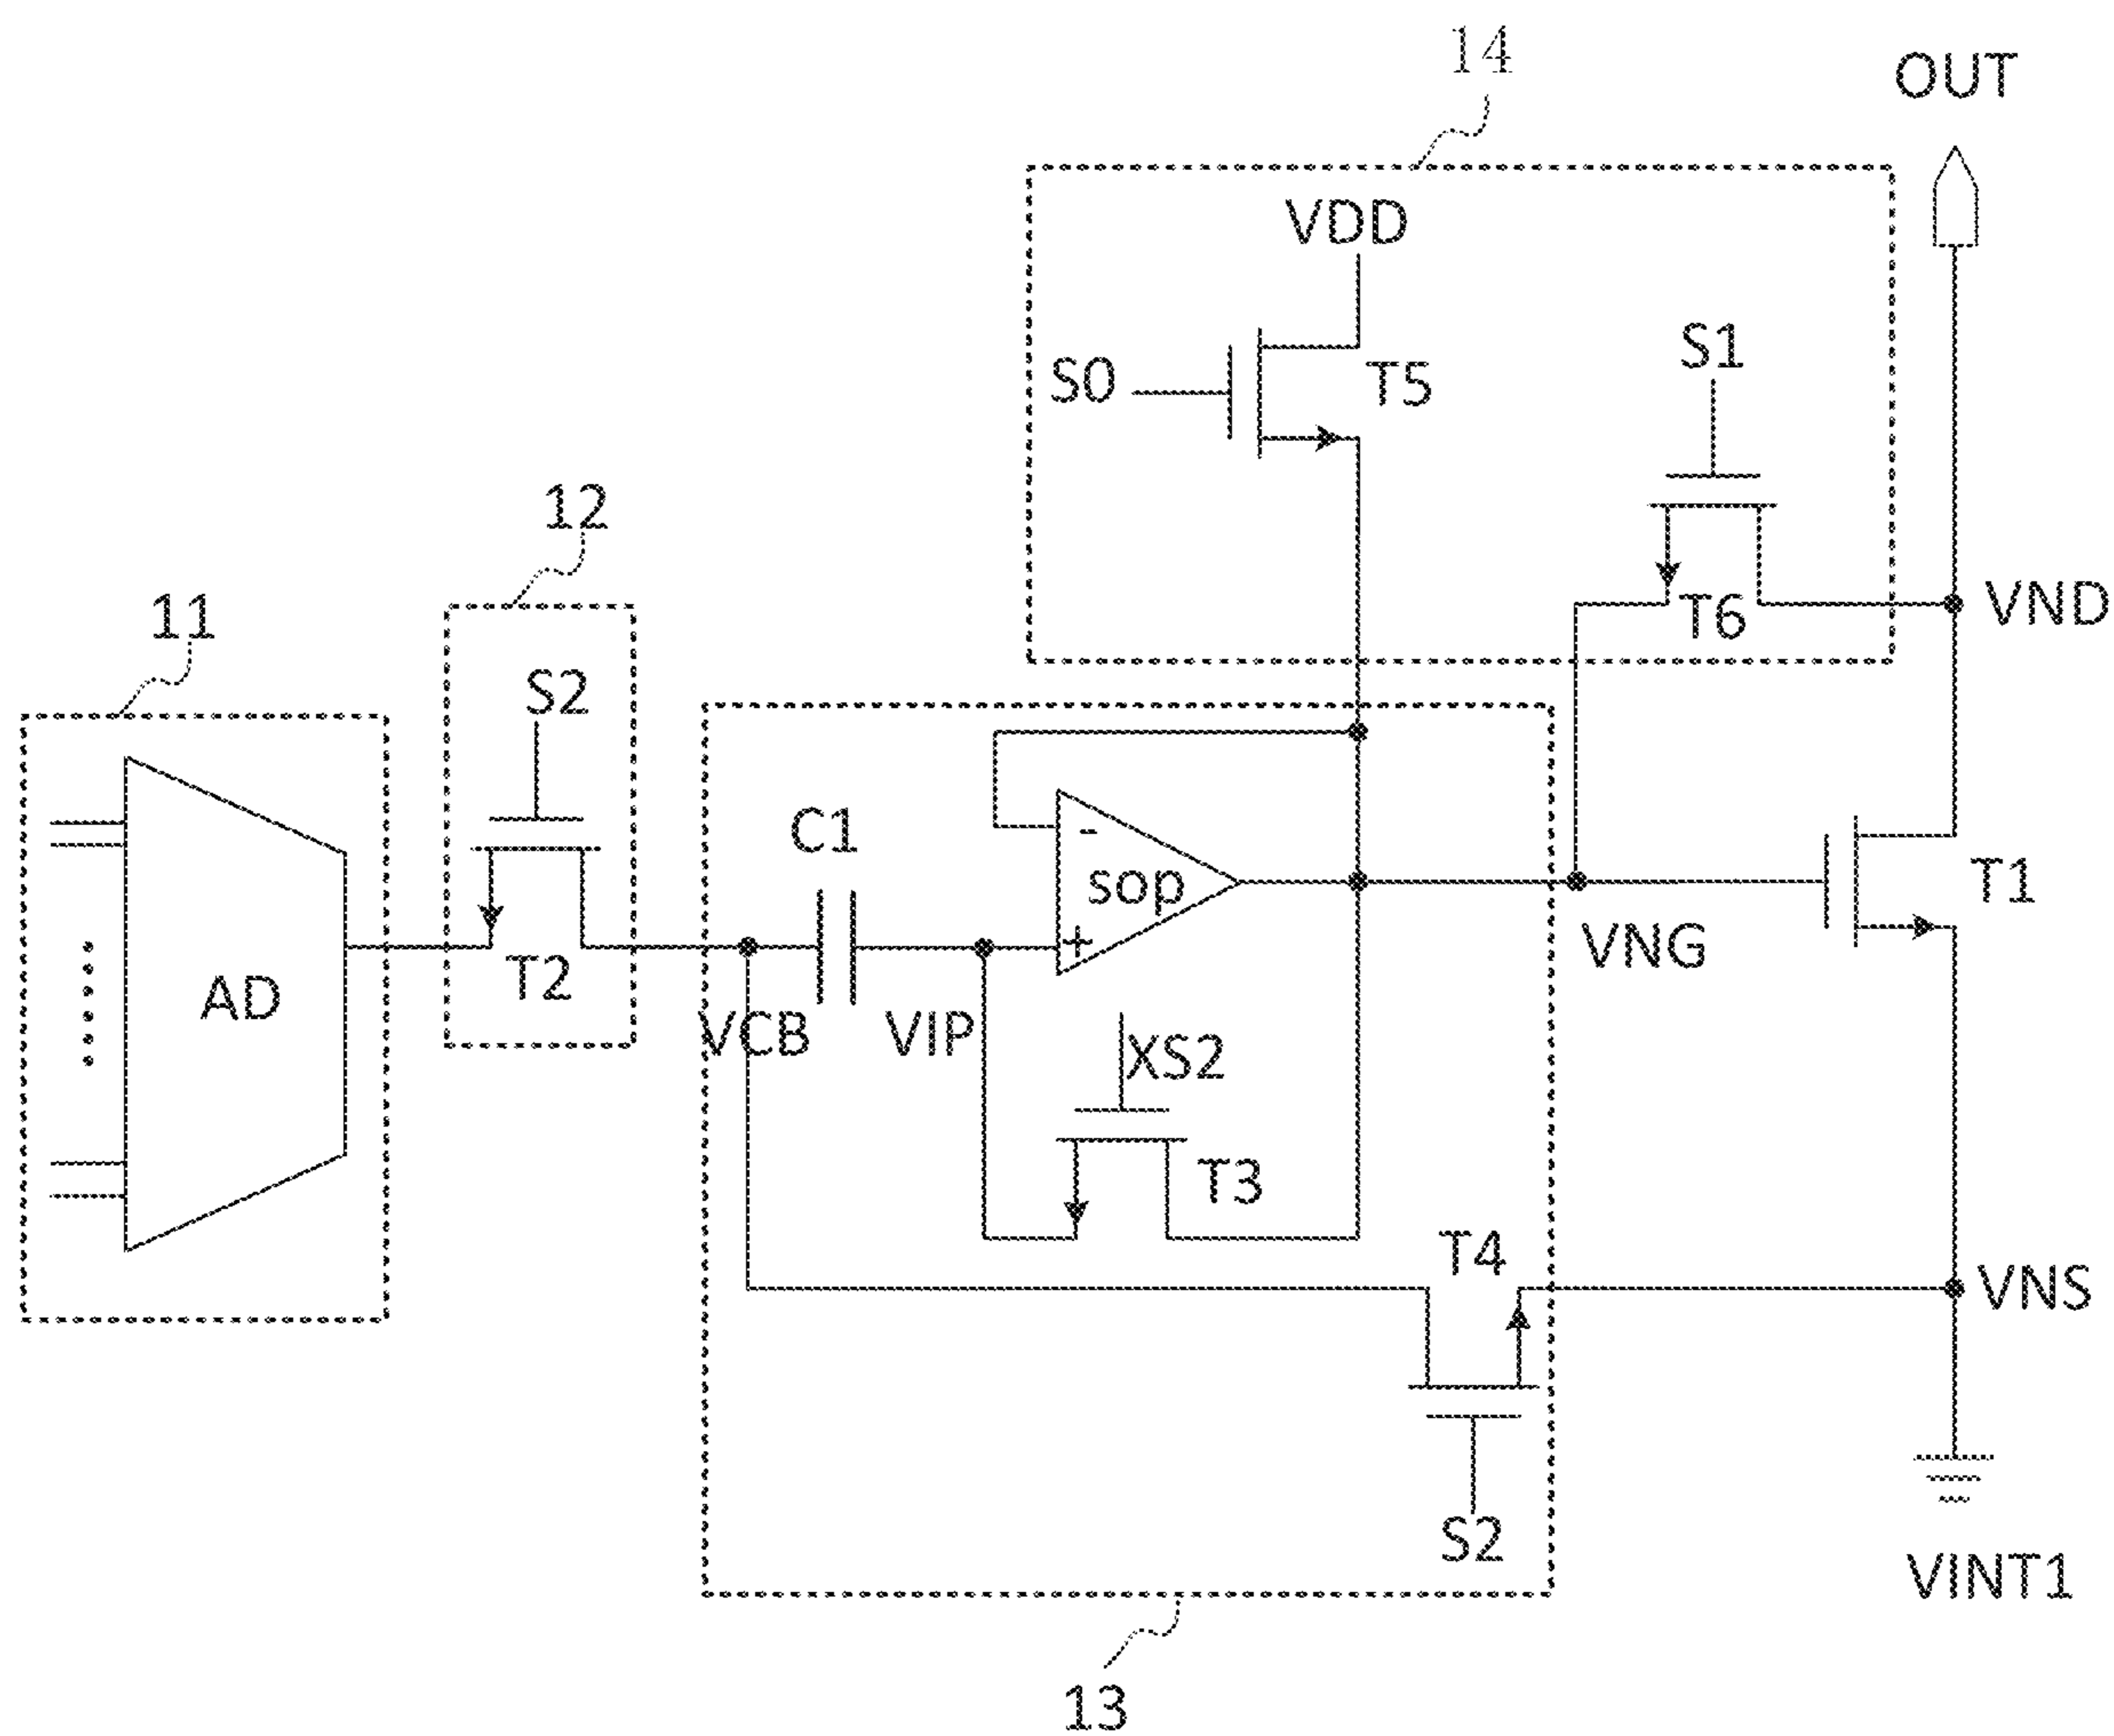 14
OUT
VDD
S1
S0
T5
12
VND
11
T6
S2
C1
-
sop
T1
+
VNG
T2
AD
VCB
VIP
XS2
T3
T4
VNS
S2
VINT1
13